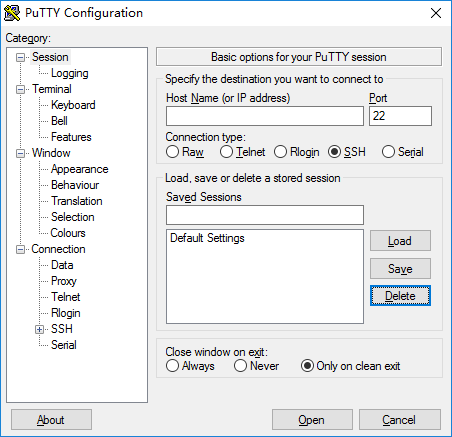 PuTTY Configuration
Category:
Session
Logging
Terminal
Keyboard
Bell
Features
Window
Appearance
Behaviour
Translation
Selection
Colours
Connection
Data
Proxy
Telnet
Rlogin
SSH
Serial
Basic options for your PuTTY session
Specify the destination you want to connect to
Host Name (or IP address) Port
22
Connection type:
Raw Telnet Rlogin SSH Serial
Load, save or delete a stored session
Saved Sessions
Default Settings
Load
Save
Delete
Close window on exit:
Always Never Only on clean exit
About Open Cancel